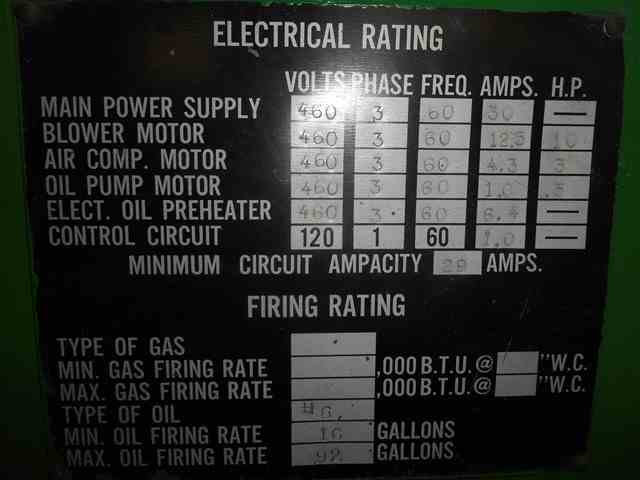 ELECTRICAL RATING
VOLTS PHASE FREQ. AMPS. H.P.
MAIN POWER SUPPLY 460 3 60 30 —
BLOWER MOTOR 460 3 60 12.5 10
AIR COMP. MOTOR 460 3 60 4.3 3
OIL PUMP MOTOR 460 3 60 1.0 .5
ELECT. OIL PREHEATER 460 3 60 6.4 —
CONTROL CIRCUIT 120 1 60 1.0 —
MINIMUM CIRCUIT AMPACITY 29 AMPS.
FIRING RATING
TYPE OF GAS
MIN. GAS FIRING RATE ,000 B.T.U. @ "W.C.
MAX. GAS FIRING RATE ,000 B.T.U. @ "W.C.
TYPE OF OIL #6.
MIN. OIL FIRING RATE 16 GALLONS
MAX. OIL FIRING RATE 92 GALLONS